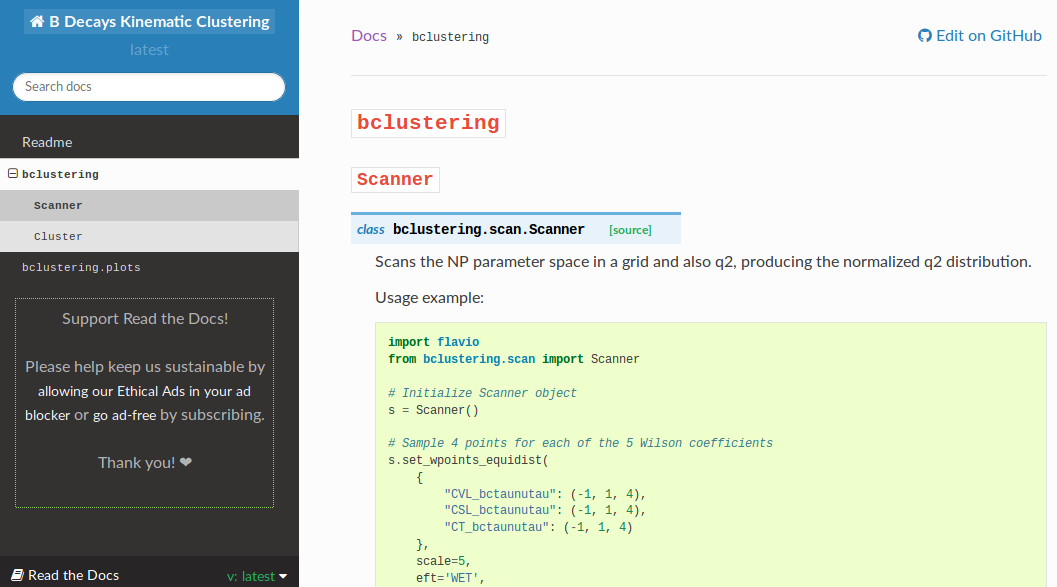 B Decays Kinematic Clustering
latest
Search docs
Readme
bclustering
Scanner
Cluster
bclustering.plots
Support Read the Docs!
Please help keep us sustainable by
allowing our Ethical Ads in your ad
blocker or go ad-free by subscribing.
Thank you! ❤
Read the Docs
v: latest
Docs » bclustering
Edit on GitHub
bclustering
Scanner
class bclustering.scan.Scanner [source]
Scans the NP parameter space in a grid and also q2, producing the normalized q2 distribution.
Usage example:
import flavio
from bclustering.scan import Scanner
# Initialize Scanner object
s = Scanner()
# Sample 4 points for each of the 5 Wilson coefficients
s.set_wpoints_equidist(
{
"CVL_bctaunutau": (-1, 1, 4),
"CSL_bctaunutau": (-1, 1, 4),
"CT_bctaunutau": (-1, 1, 4)
},
scale=5,
eft='WET',